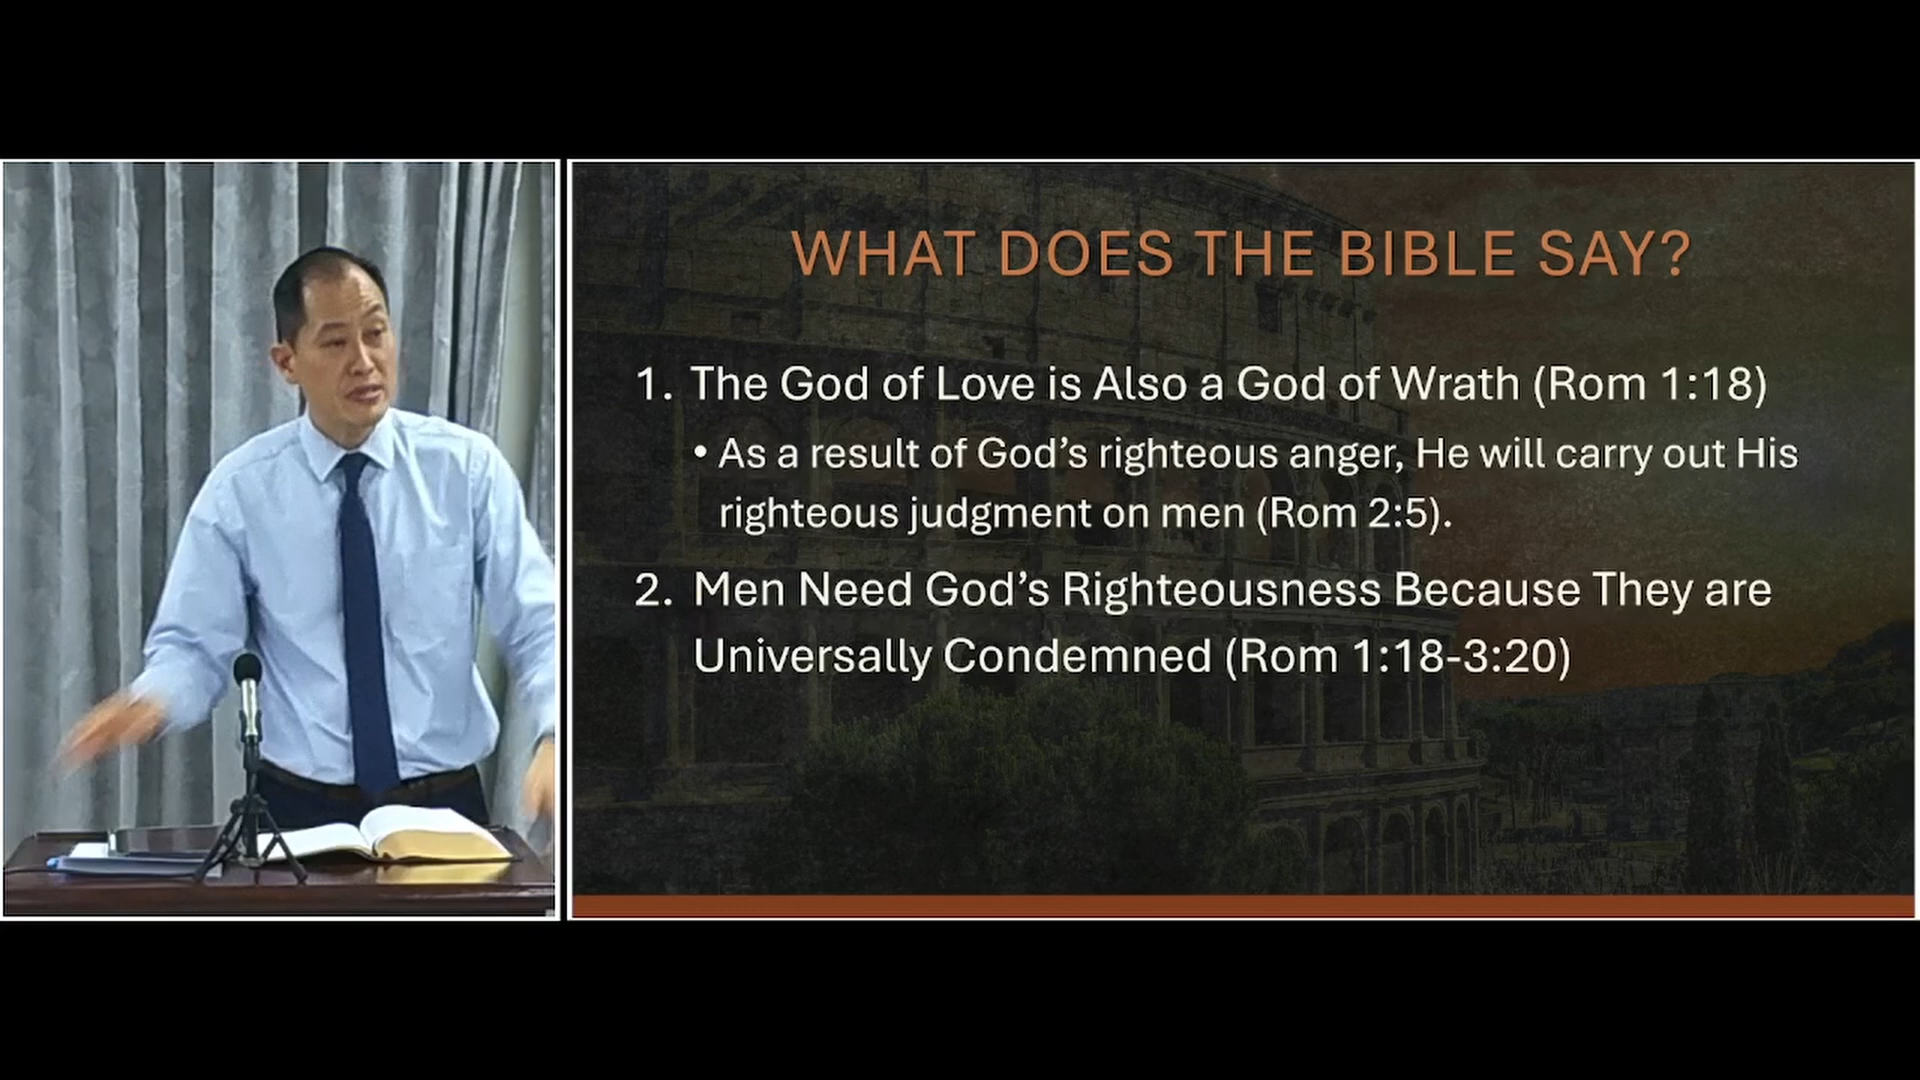 WHAT DOES THE BIBLE SAY?
1. The God of Love is Also a God of Wrath (Rom 1:18)
• As a result of God’s righteous anger, He will carry out His
righteous judgment on men (Rom 2:5).
2. Men Need God’s Righteousness Because They are
Universally Condemned (Rom 1:18-3:20)